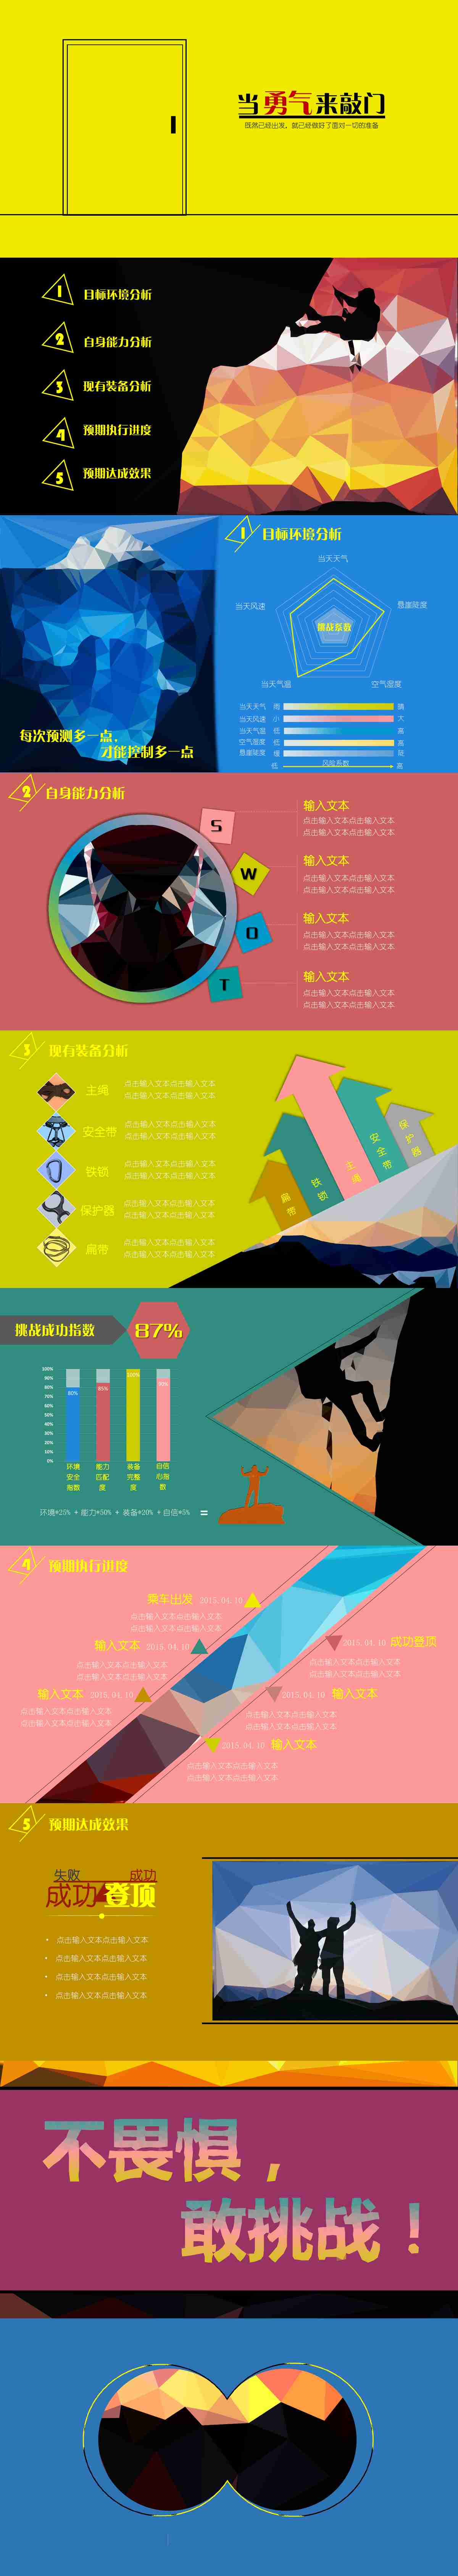 当勇气来敲门
既然已经出发，就已经做好了面对一切的准备
1 目标环境分析
2 自身能力分析
3 现有装备分析
4 预期执行进度
5 预期达成效果
1 目标环境分析
当天天气
当天风速
悬崖陡度
挑战系数
当天气温
空气湿度
当天天气 雨 晴
当天风速 小 大
当天气温 低 高
空气湿度 低 高
悬崖陡度 缓 陡
低 风险系数 高
每次预测多一点，
才能控制多一点
2 自身能力分析
S
输入文本
点击输入文本点击输入文本
点击输入文本点击输入文本
W
输入文本
点击输入文本点击输入文本
点击输入文本点击输入文本
O
输入文本
点击输入文本点击输入文本
点击输入文本点击输入文本
T
输入文本
点击输入文本点击输入文本
点击输入文本点击输入文本
3 现有装备分析
主绳
点击输入文本点击输入文本
点击输入文本点击输入文本
安全带
点击输入文本点击输入文本
点击输入文本点击输入文本
铁锁
点击输入文本点击输入文本
点击输入文本点击输入文本
保护器
点击输入文本点击输入文本
点击输入文本点击输入文本
扁带
点击输入文本点击输入文本
点击输入文本点击输入文本
扁带
铁锁
主绳
安全带
保护器
挑战成功指数
87%
100%
90%
80%
70%
60%
50%
40%
30%
20%
10%
0%
80%
85%
100%
90%
环境安全指数
能力匹配度
装备完整度
自信心指数
环境*25% + 能力*50% + 装备*20% + 自信*5% =
4 预期执行进度
乘车出发 2015.04.10
点击输入文本点击输入文本
点击输入文本点击输入文本
输入文本 2015.04.10
点击输入文本点击输入文本
点击输入文本点击输入文本
输入文本 2015.04.10
点击输入文本点击输入文本
点击输入文本点击输入文本
2015.04.10 成功登顶
点击输入文本点击输入文本
点击输入文本点击输入文本
2015.04.10 输入文本
点击输入文本点击输入文本
点击输入文本点击输入文本
2015.04.10 输入文本
点击输入文本点击输入文本
点击输入文本点击输入文本
5 预期达成效果
失败 成功
成功登顶
• 点击输入文本点击输入文本
• 点击输入文本点击输入文本
• 点击输入文本点击输入文本
• 点击输入文本点击输入文本
不畏惧，
敢挑战！